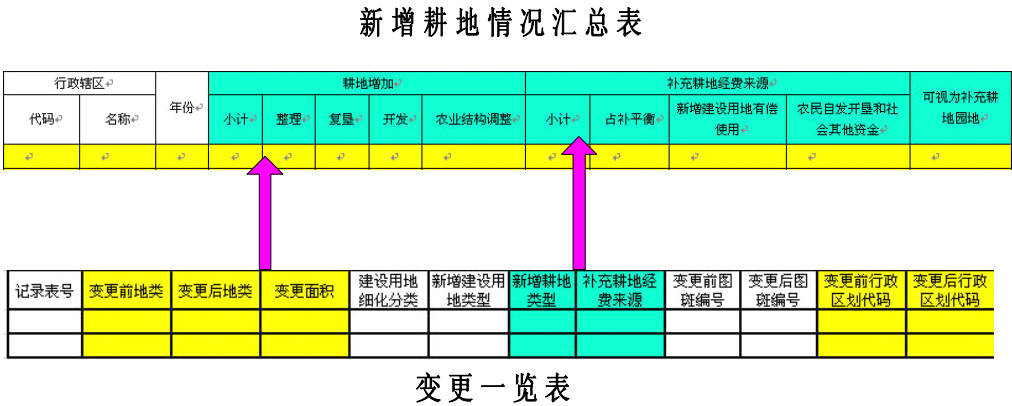 新增耕地情况汇总表
行政辖区 年份 耕地增加 补充耕地经费来源 可视为补充耕
地园地
代码 名称 小计 整理 复垦 开发 农业结构调整 小计 占补平衡 新增建设用地有偿
使用 农民自发开垦和社
会其他资金
记录表号 变更前地类 变更后地类 变更面积 建设用地
细化分类 新增建设用
地类型 新增耕地
类型 补充耕地经
费来源 变更前图
斑编号 变更后图
斑编号 变更前行政
区划代码 变更后行政
区划代码
变更一览表